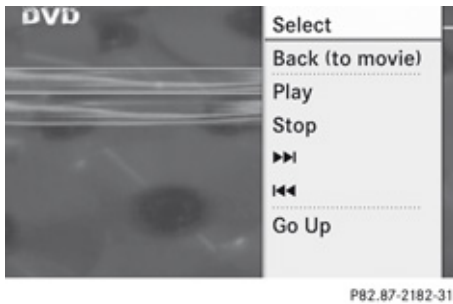 DVD
Select
Back (to movie)
Play
Stop
⏭
⏮
Go Up
P82.87-2182-31